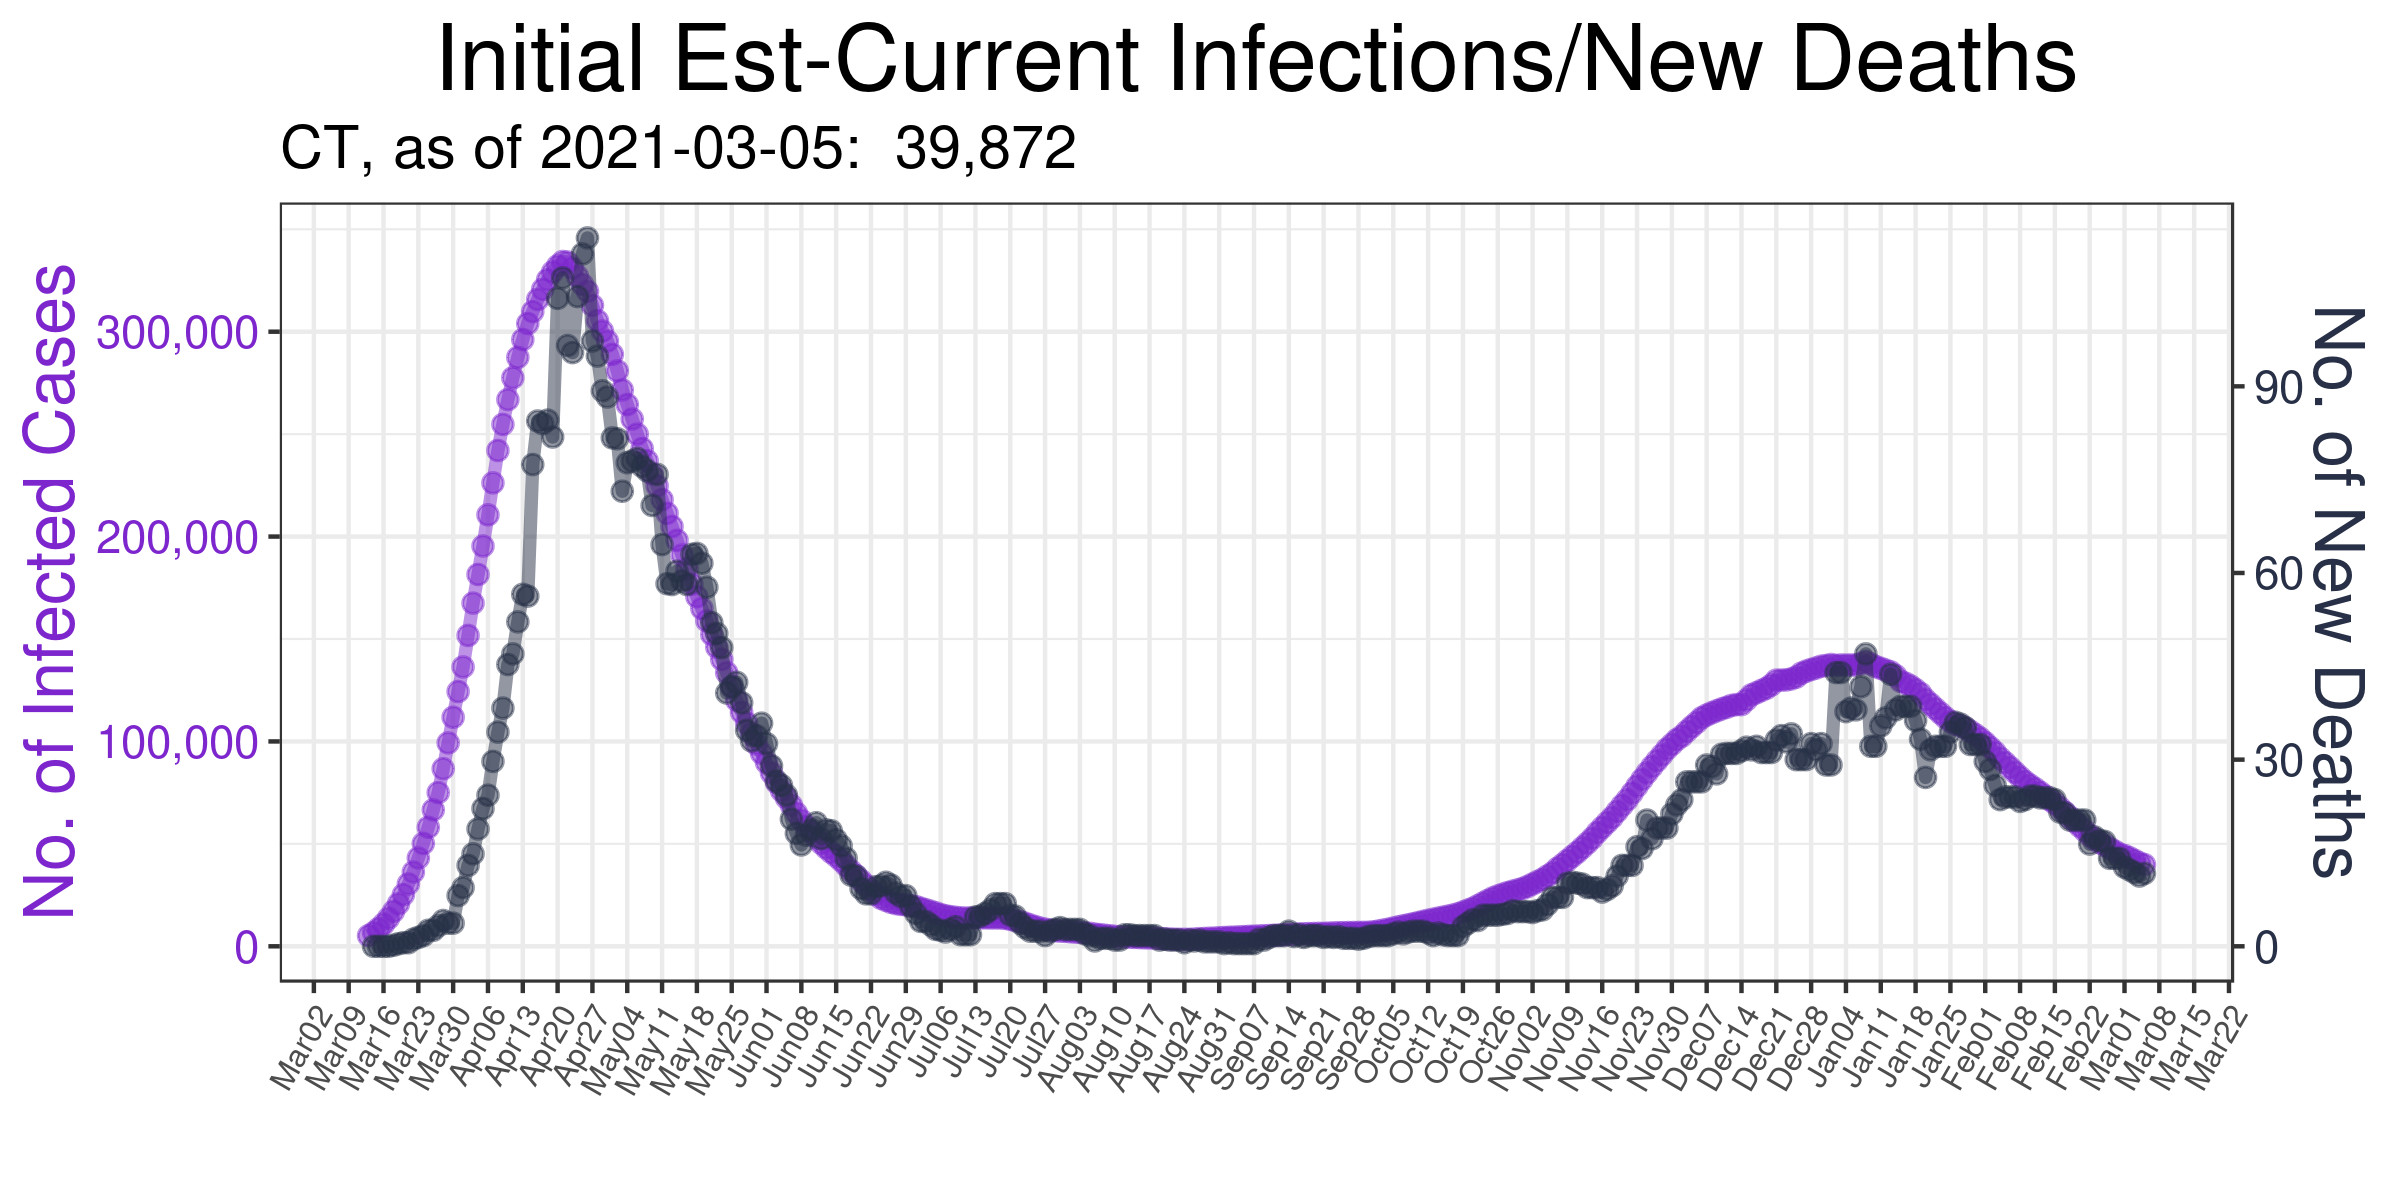 Initial Est-Current Infections/New Deaths
CT, as of 2021-03-05:  39,872
No. of Infected Cases
300,000
200,000
100,000
0
No. of New Deaths
90
60
30
0
Mar02
Mar09
Mar16
Mar23
Mar30
Apr06
Apr13
Apr20
Apr27
May04
May11
May18
May25
Jun01
Jun08
Jun15
Jun22
Jun29
Jul06
Jul13
Jul20
Jul27
Aug03
Aug10
Aug17
Aug24
Aug31
Sep07
Sep14
Sep21
Sep28
Oct05
Oct12
Oct19
Oct26
Nov02
Nov09
Nov16
Nov23
Nov30
Dec07
Dec14
Dec21
Dec28
Dec04
Jan11
Jan18
Jan25
Feb01
Feb08
Feb15
Feb22
Mar01
Mar08
Mar15
Mar22